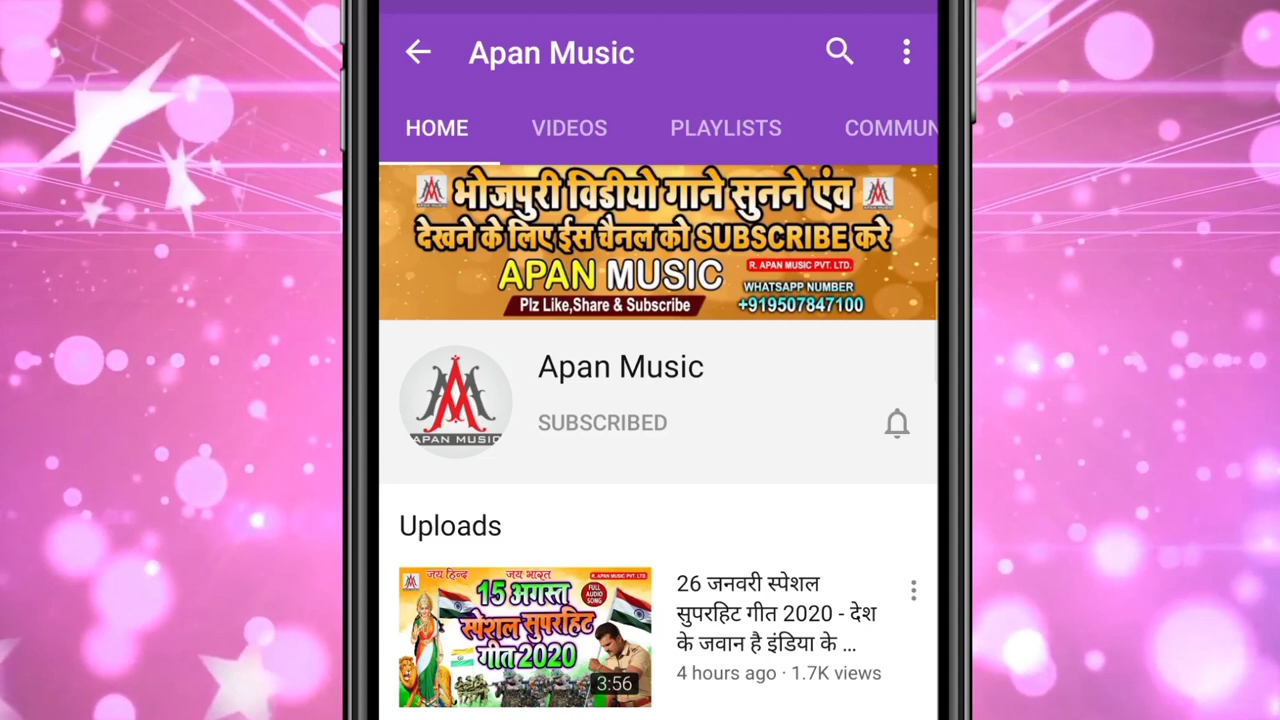 Apan Music
HOME VIDEOS PLAYLISTS COMMUN
भोजपुरी विडीयो गाने सुनने एंव
देखने के लिए ईस चैनल को SUBSCRIBE करे
APAN MUSIC
R. APAN MUSIC PVT. LTD.
Plz Like,Share & Subscribe
WHATSAPP NUMBER
+919507847100
Apan Music
APAN MUSIC
SUBSCRIBED
Uploads
जय हिन्द जय भारत
R. APAN MUSIC PVT. LTD
15 अगस्त
FULL
AUDIO
SONG
स्पेशल सुपरहिट
गीत 2020
3:56
26 जनवरी स्पेशल
सुपरहिट गीत 2020 - देश
के जवान है इंडिया के ...
4 hours ago · 1.7K views